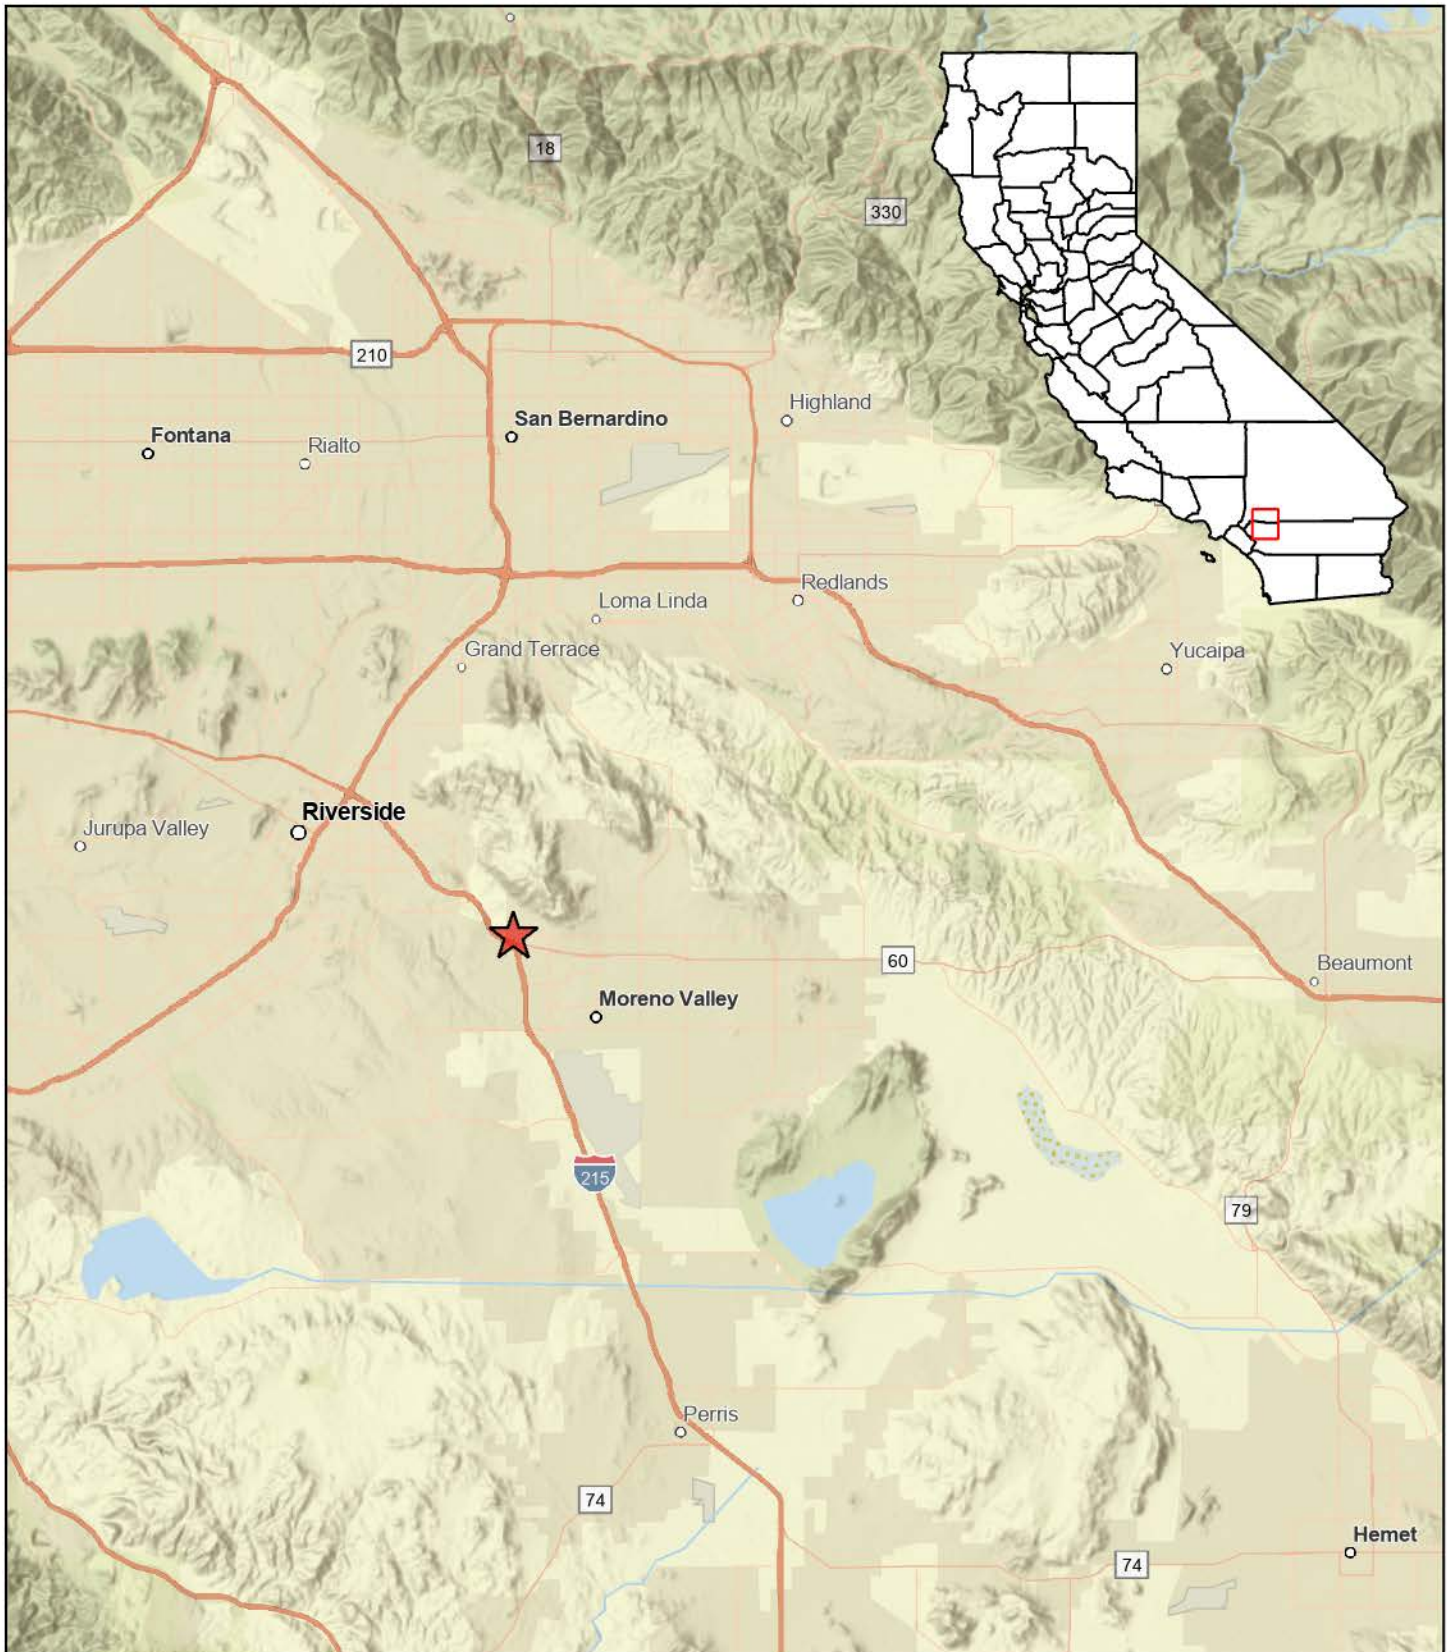 18
330
210
Highland
San Bernardino
Fontana
Rialto
Redlands
Loma Linda
Grand Terrace
Yucaipa
Riverside
Jurupa Valley
60
Beaumont
Moreno Valley
215
79
Perris
74
Hemet
74